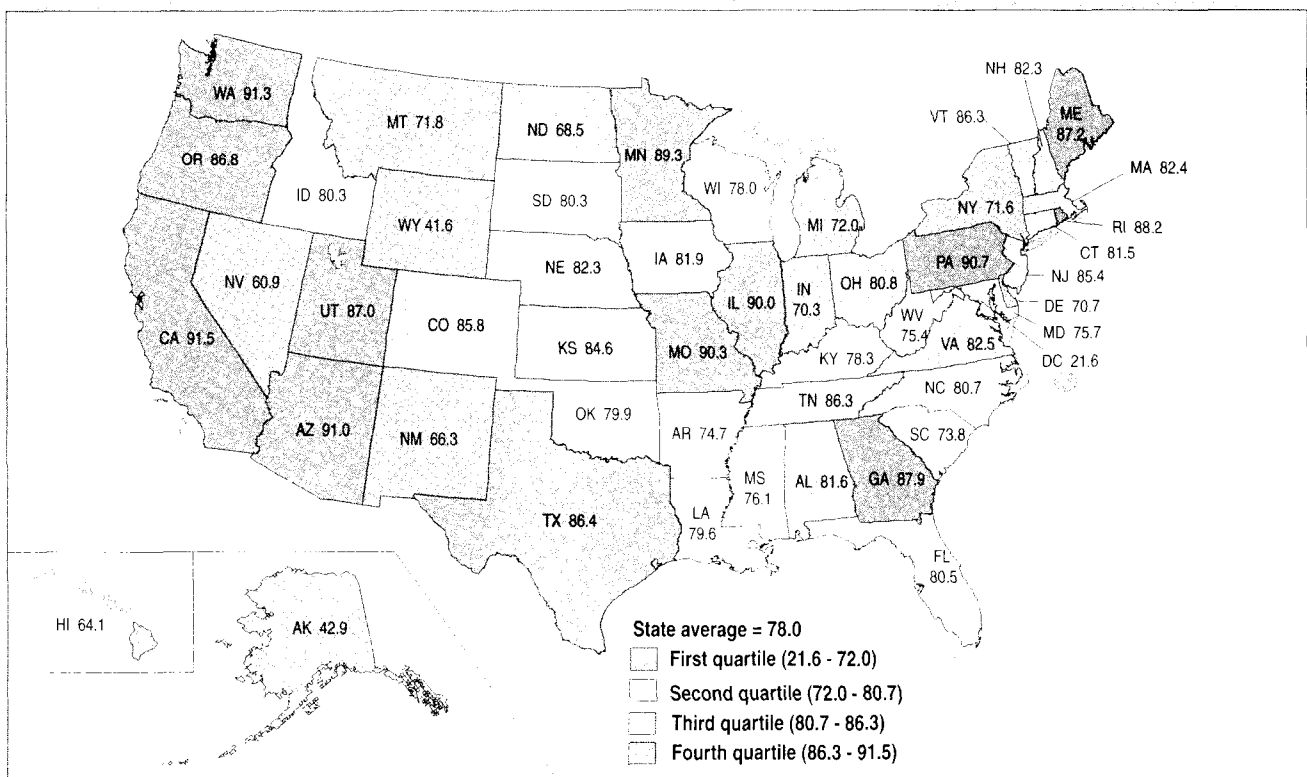 NH 82.3
WA 91.3
VT 86.3
ME
87.2
MT 71.8
ND 68.5
MN 89.3
OR 86.8
MA 82.4
ID 80.3
SD 80.3
WI 78.0
NY 71.6
MI 72.0
RI 88.2
WY 41.6
CT 81.5
IA 81.9
PA 90.7
NE 82.3
NJ 85.4
NV 60.9
OH 80.8
IN
70.3
IL 90.0
DE 70.7
UT 87.0
WV
75.4
MD 75.7
CO 85.8
CA 91.5
VA 82.5
KS 84.6
MO 90.3
KY 78.3
DC 21.6
NC 80.7
TN 86.3
OK 79.9
AZ 91.0
NM 66.3
AR 74.7
SC 73.8
MS
76.1
AL 81.6
GA 87.9
TX 86.4
LA
79.6
FL
80.5
HI 64.1
AK 42.9
State average = 78.0
First quartile (21.6 - 72.0)
Second quartile (72.0 - 80.7)
Third quartile (80.7 - 86.3)
Fourth quartile (86.3 - 91.5)